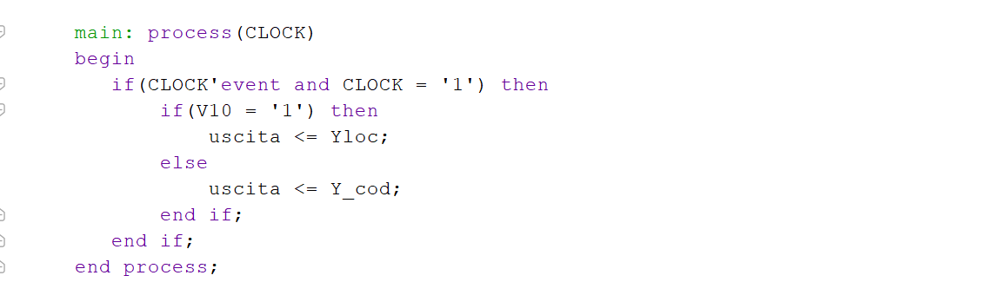 main: process(CLOCK)
begin
if(CLOCK'event and CLOCK = '1') then
if(V10 = '1') then
uscita <= Yloc;
else
uscita <= Y_cod;
end if;
end if;
end process;